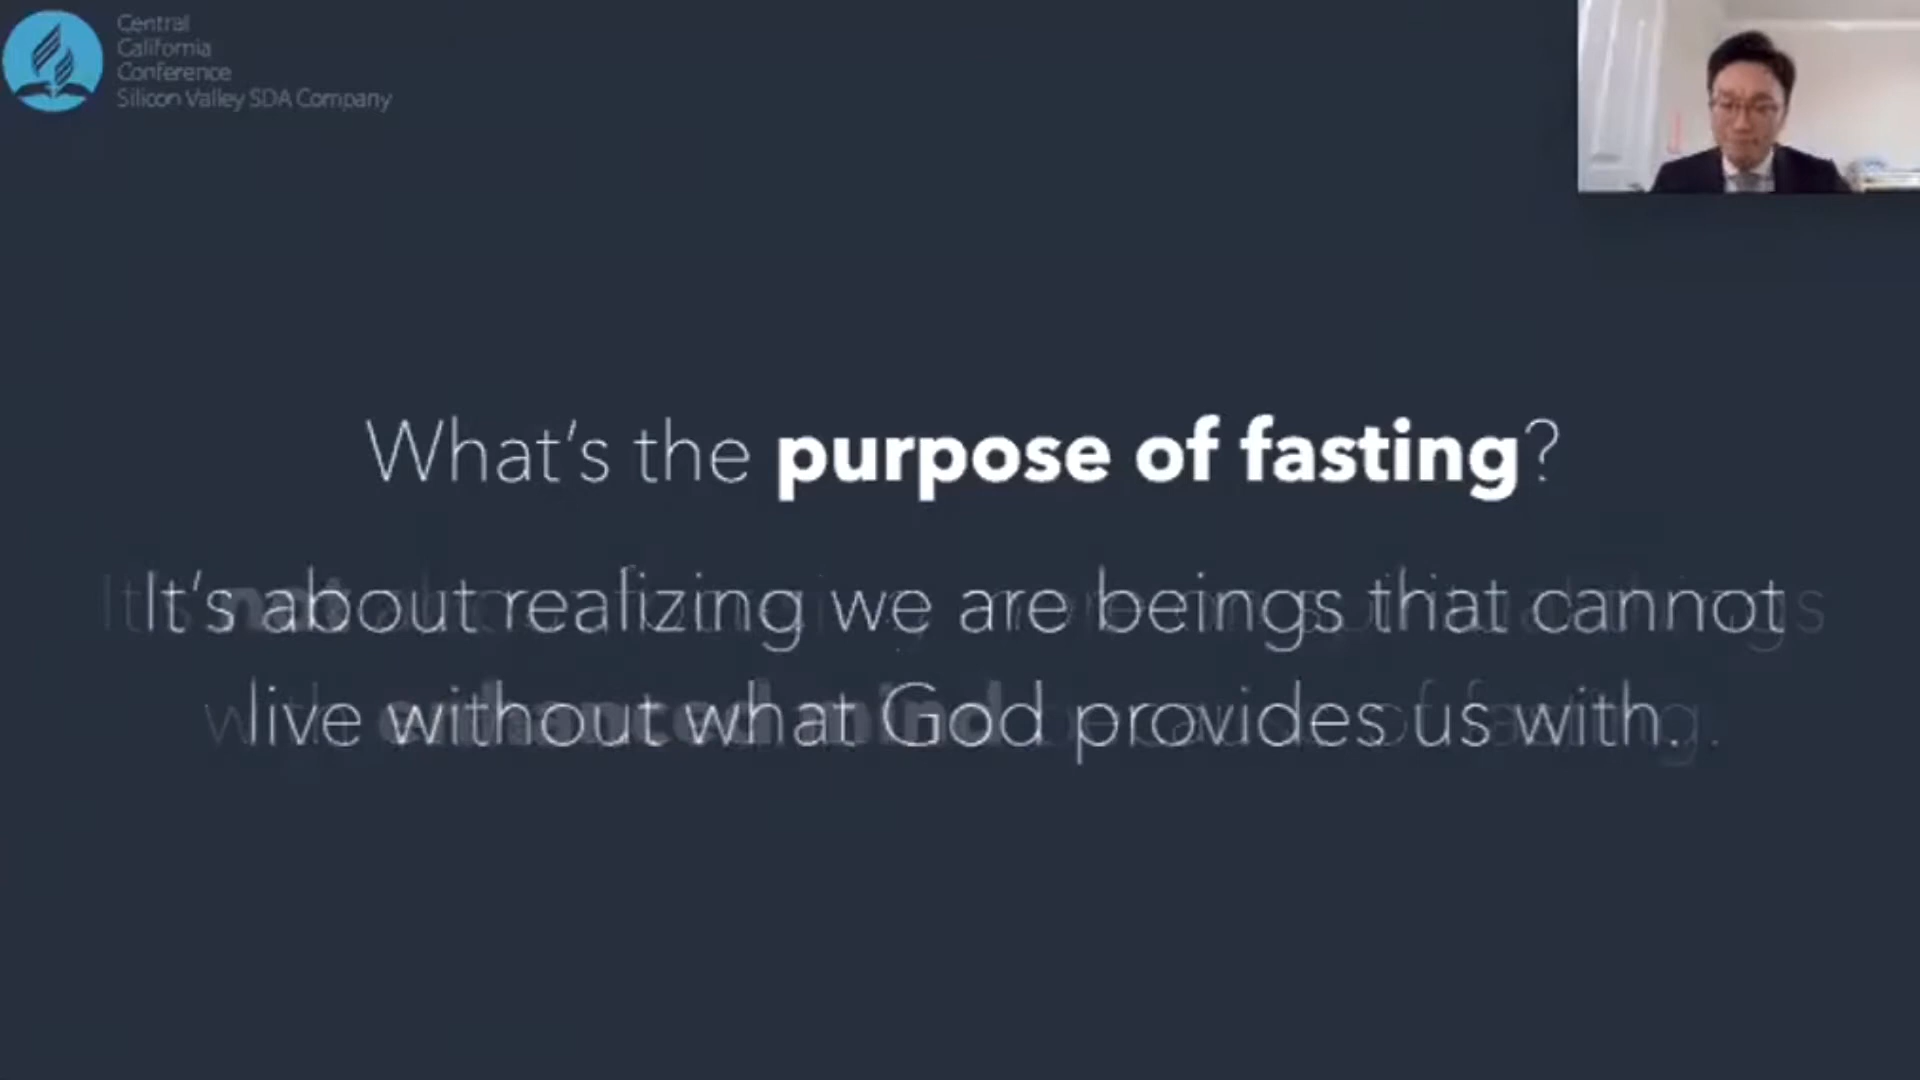 Central
California
Conference
Silicon Valley SDA Company
What's the purpose of fasting?
It's about realizing we are beings that cannot
live without what God provides us with.